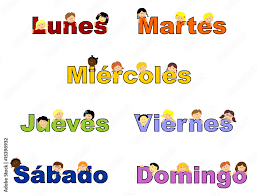 Lunes Martes
Miércoles
Jueves Viernes
Sábado Domingo